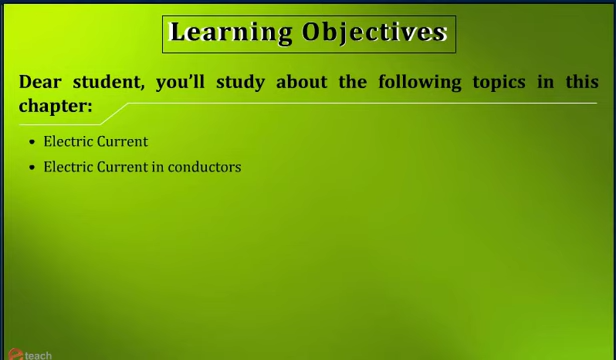 Learning Objectives
Dear student, you'll study about the following topics in this
chapter:
• Electric Current
• Electric Current in conductors
teach